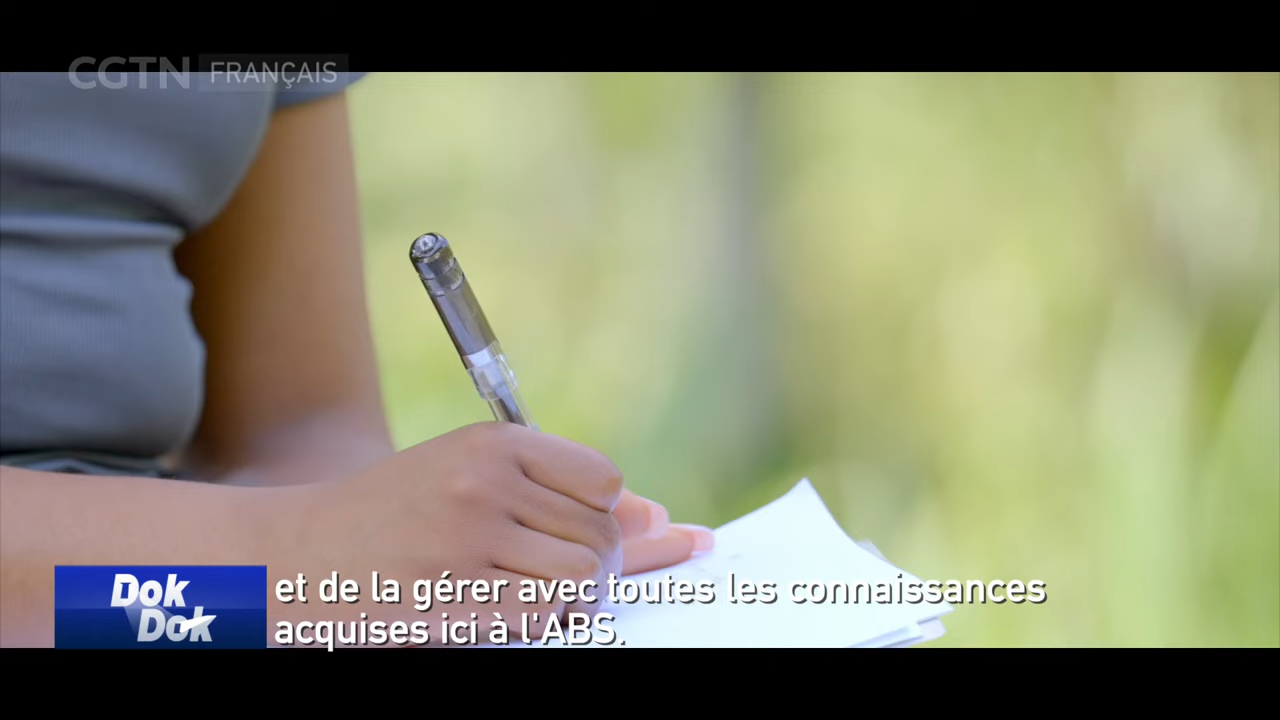 CGTN FRANÇAIS
Dok
Dok
et de la gérer avec toutes les connaissances
acquises ici à l'ABS.